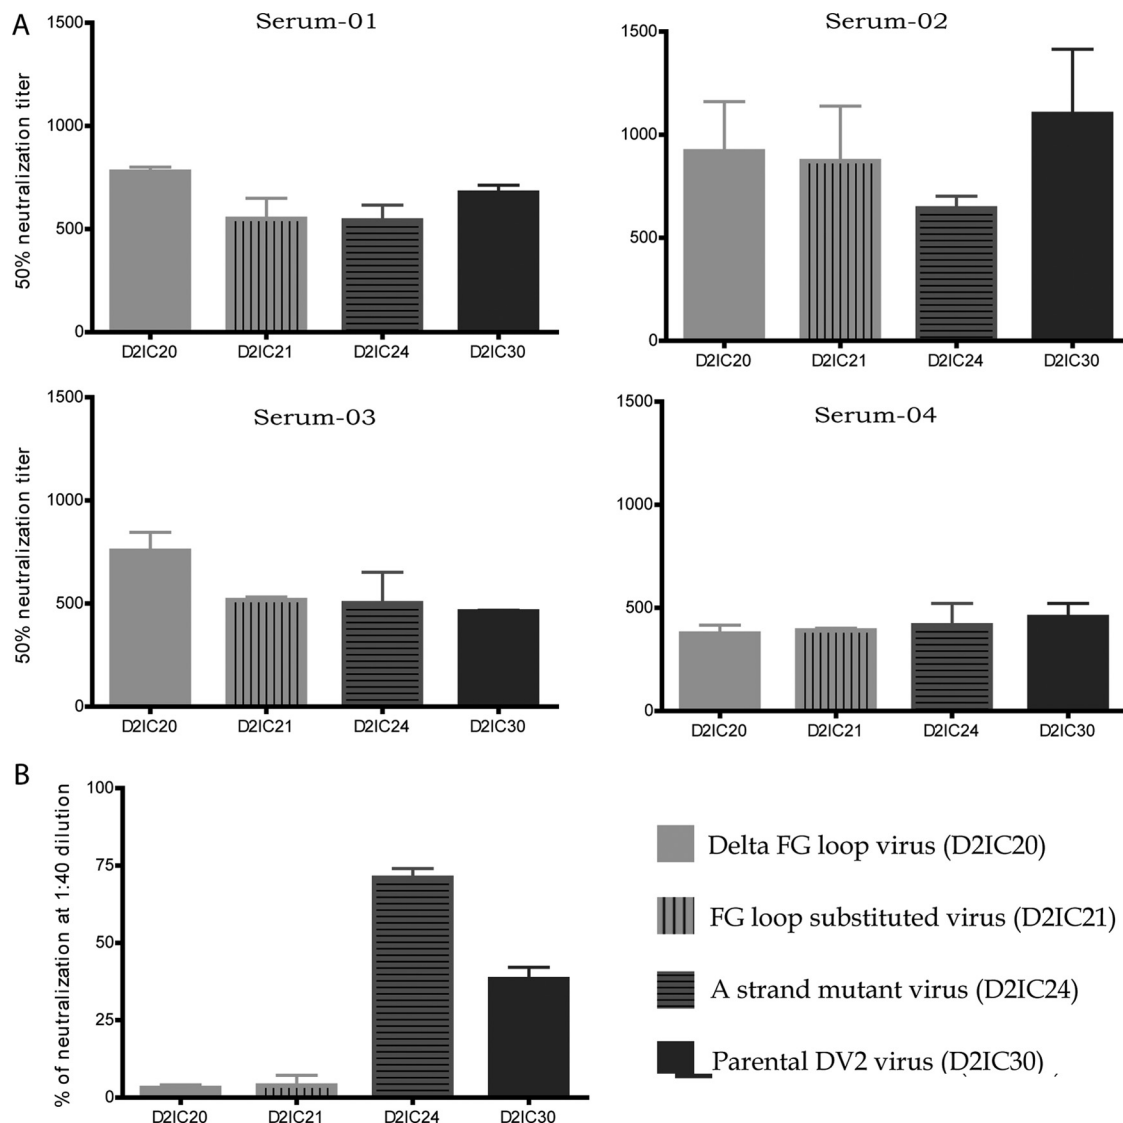 A
Serum-01
50% neutralization titer
1500
1000
500
0
D2IC20 D2IC21 D2IC24 D2IC30
Serum-02
1500
1000
500
0
D2IC20 D2IC21 D2IC24 D2IC30
Serum-03
50% neutralization titer
1500
1000
500
0
D2IC20 D2IC21 D2IC24 D2IC30
Serum-04
1500
1000
500
0
D2IC20 D2IC21 D2IC24 D2IC30
B
% of neutralization at 1:40 dilution
100
75
50
25
0
D2IC20 D2IC21 D2IC24 D2IC30
Delta FG loop virus (D2IC20)
FG loop substituted virus (D2IC21)
A strand mutant virus (D2IC24)
Parental DV2 virus (D2IC30)